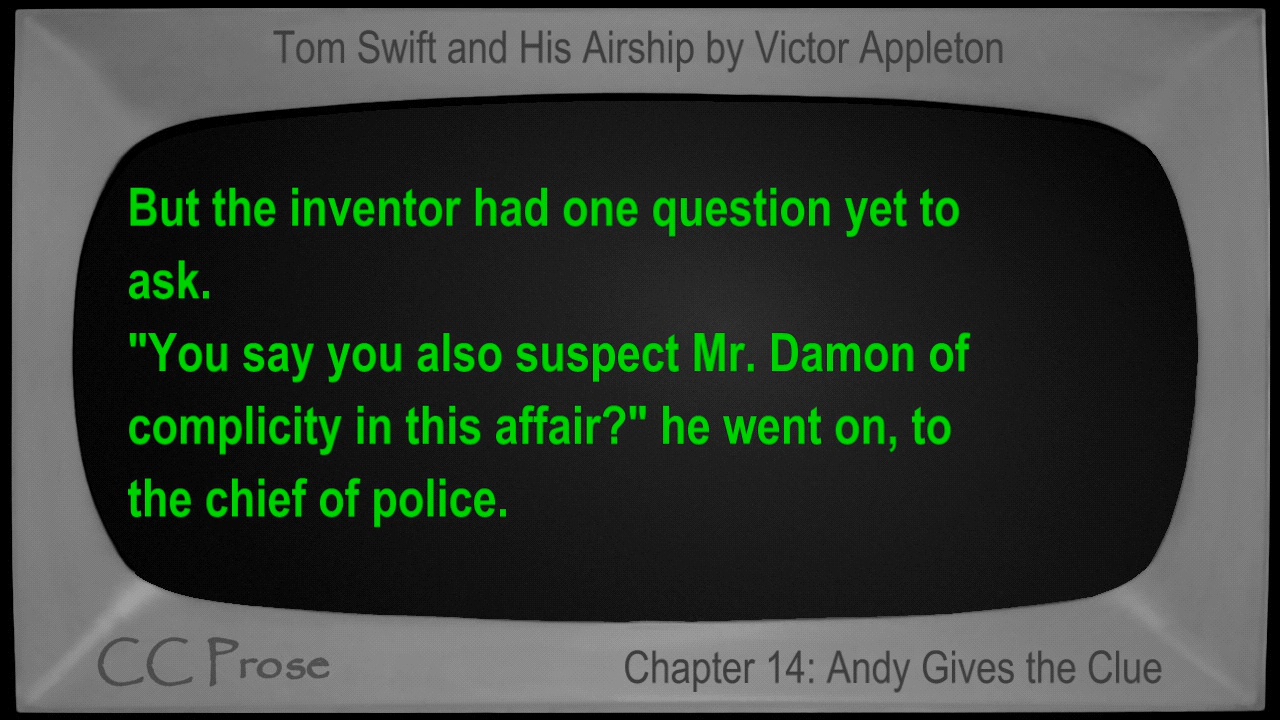 Tom Swift and His Airship by Victor Appleton
But the inventor had one question yet to
ask.
"You say you also suspect Mr. Damon of
complicity in this affair?" he went on, to
the chief of police.
CC Prose
Chapter 14: Andy Gives the Clue